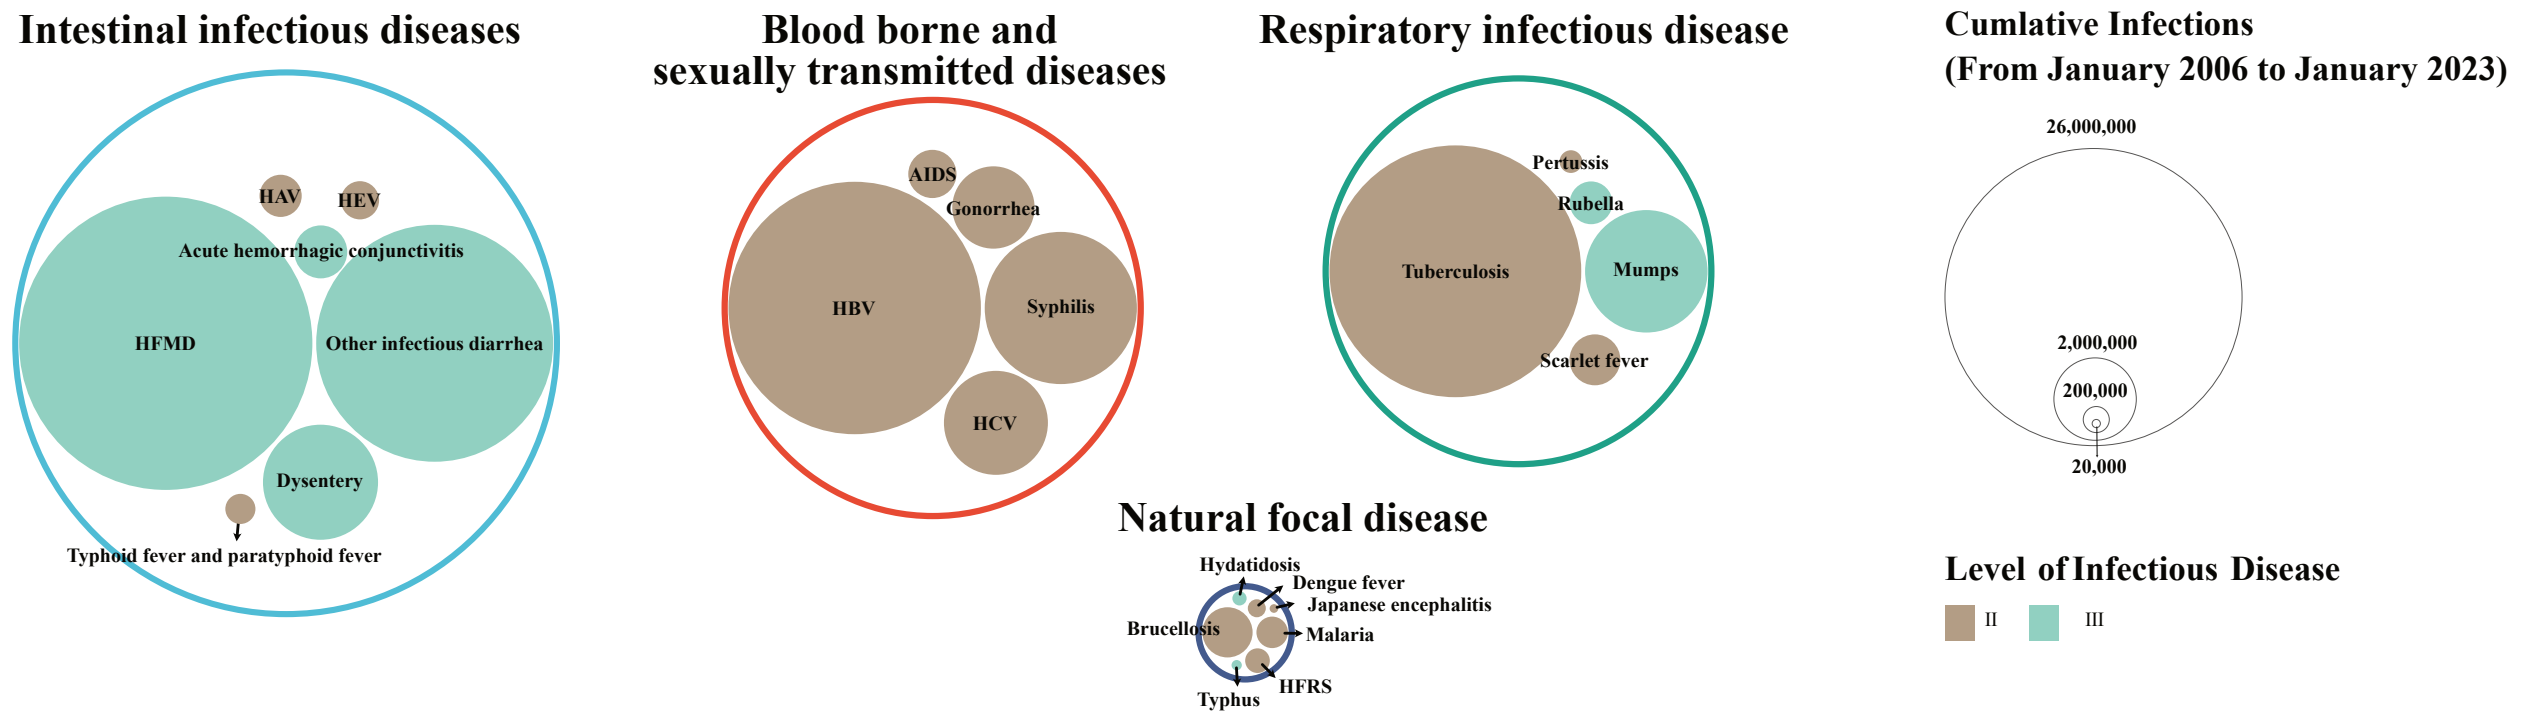 Intestinal infectious diseases
HAV
HEV
Acute hemorrhagic conjunctivitis
HFMD
Other infectious diarrhea
Dysentery
Typhoid fever and paratyphoid fever
Blood borne and
sexually transmitted diseases
AIDS
Gonorrhea
HBV
Syphilis
HCV
Respiratory infectious disease
Pertussis
Rubella
Tuberculosis
Mumps
Scarlet fever
Natural focal disease
Hydatidosis
Dengue fever
Japanese encephalitis
Brucellosis
Malaria
HFRS
Typhus
Cumlative Infections
(From January 2006 to January 2023)
26,000,000
2,000,000
200,000
20,000
Level of Infectious Disease
II
III